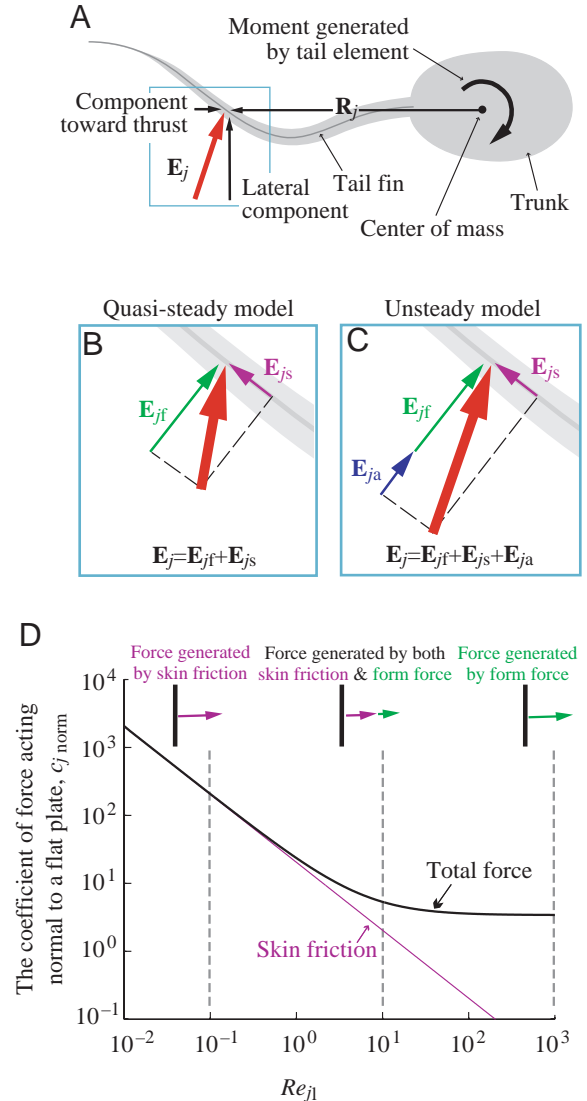 A
Moment generated
by tail element
Component
toward thrust
Rj
Ej
Lateral
component
Tail fin
Center of mass
Trunk
Quasi-steady model
Unsteady model
B
Ejs
Ejf
Ej=Ejf+Ejs
C
Ejs
Ejf
Eja
Ej=Ejf+Ejs+Eja
D
Force generated
by skin friction
Force generated by both
skin friction & form force
Force generated
by form force
The coefficient of force acting
normal to a flat plate, cj norm
10^4
10^3
10^2
10^1
10^0
10^−1
Total force
Skin friction
10^−2
10^−1
10^0
10^1
10^2
10^3
Rejl